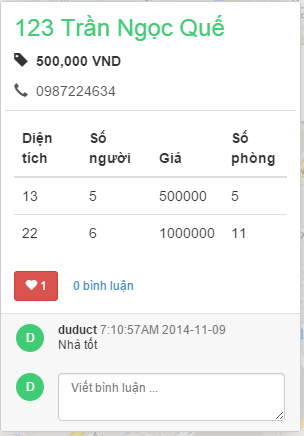 123 Trần Ngọc Quế
500,000 VND
0987224634
Diện tích Số người Giá Số phòng
13 5 500000 5
22 6 1000000 11
1 0 bình luận
D duduct 7:10:57AM 2014-11-09
Nhà tốt
D Viết bình luận ...